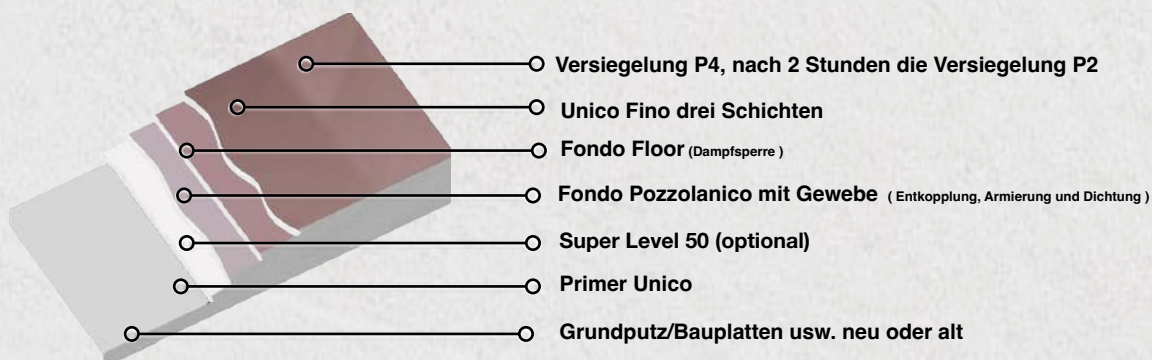 Versiegelung P4, nach 2 Stunden die Versiegelung P2
Unico Fino drei Schichten
Fondo Floor (Dampfsperre )
Fondo Pozzolanico mit Gewebe ( Entkopplung, Armierung und Dichtung )
Super Level 50 (optional)
Primer Unico
Grundputz/Bauplatten usw. neu oder alt